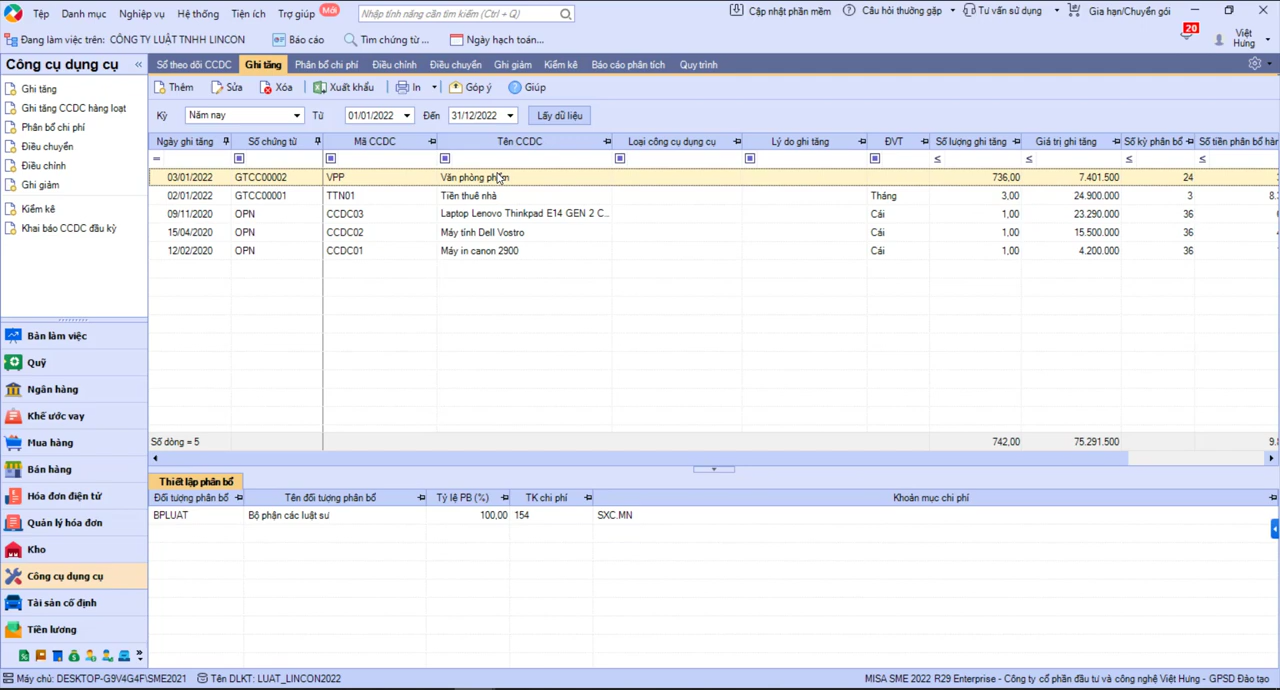 Tệp Danh mục Nghiệp vụ Hệ thống Tiện ích Trợ giúp Mới Nhập tính năng cần tìm kiếm (Ctrl + Q) Cập nhật phần mềm Câu hỏi thường gặp Tư vấn sử dụng Gia hạn/Chuyển gói
Đang làm việc trên: CÔNG TY LUẬT TNHH LINCON Báo cáo Tìm chứng từ ... Ngày hạch toán... 20 Việt Hưng
Công cụ dụng cụ «
Sổ theo dõi CCDC Ghi tăng Phân bổ chi phí Điều chỉnh Điều chuyển Ghi giảm Kiểm kê Báo cáo phân tích Quy trình
Thêm Sửa Xóa Xuất khẩu In Góp ý Giúp
Kỳ Năm nay Từ 01/01/2022 Đến 31/12/2022 Lấy dữ liệu
Ghi tăng
Ghi tăng CCDC hàng loạt
Phân bổ chi phí
Điều chuyển
Điều chỉnh
Ghi giảm
Kiểm kê
Khai báo CCDC đầu kỳ
Bàn làm việc
Quỹ
Ngân hàng
Khế ước vay
Mua hàng
Bán hàng
Hóa đơn điện tử
Quản lý hóa đơn
Kho
Công cụ dụng cụ
Tài sản cố định
Tiền lương
Ngày ghi tăng Số chứng từ Mã CCDC Tên CCDC Loại công cụ dụng cụ Lý do ghi tăng ĐVT Số lượng ghi tăng Giá trị ghi tăng Số kỳ phân bổ Số tiền phân bổ hàn
= ≤ ≤ ≤ ≤
03/01/2022 GTCC00002 VPP Văn phòng phẩm 736,00 7.401.500 24
02/01/2022 GTCC00001 TTN01 Tiền thuê nhà Tháng 3,00 24.900.000 3 8.
09/11/2020 OPN CCDC03 Laptop Lenovo Thinkpad E14 GEN 2 C... Cái 1,00 23.290.000 36
15/04/2020 OPN CCDC02 Máy tính Dell Vostro Cái 1,00 15.500.000 36
12/02/2020 OPN CCDC01 Máy in canon 2900 Cái 1,00 4.200.000 36
Số dòng = 5 742,00 75.291.500 9.
Thiết lập phân bổ
Đối tượng phân bổ Tên đối tượng phân bổ Tỷ lệ PB (%) TK chi phí Khoản mục chi phí
BPLUAT Bộ phận các luật sư 100,00 154 SXC.MN
Máy chủ: DESKTOP-G9V4G4F\SME2021 Tên DLKT: LUAT_LINCON2022 MISA SME 2022 R29 Enterprise - Công ty cổ phần đầu tư và công nghệ Việt Hưng - GPSD Đào tạo